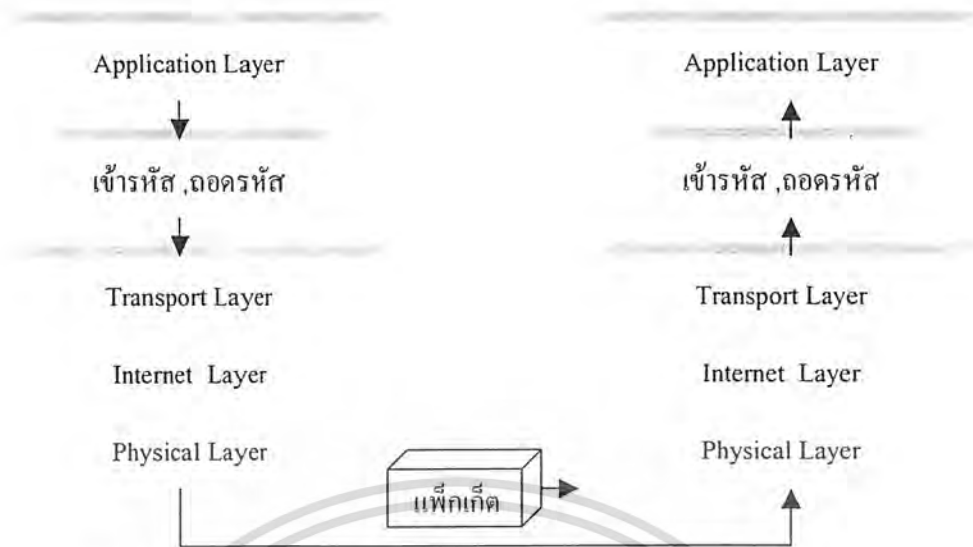 Application Layer
เข้ารหัส ,ถอดรหัส
Transport Layer
Internet Layer
Physical Layer
แพ็กเก็ต
Application Layer
เข้ารหัส ,ถอดรหัส
Transport Layer
Internet Layer
Physical Layer